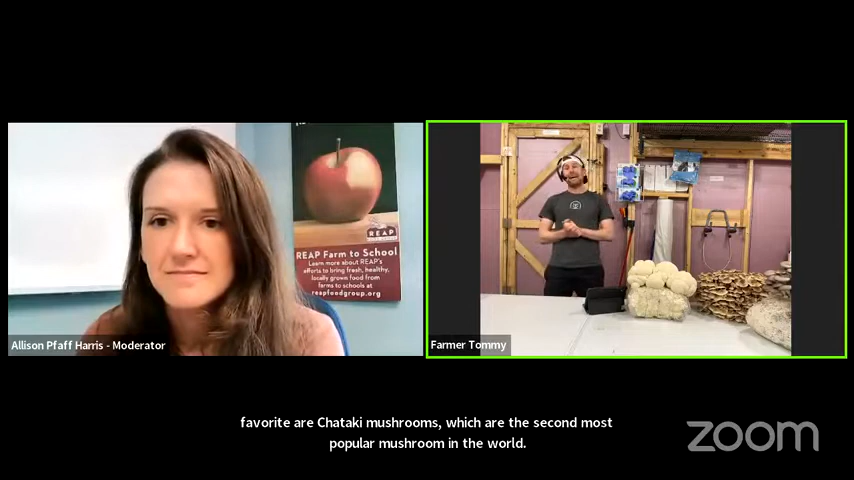 REAP
REAP Farm to School
Learn more about REAP's
efforts to bring fresh, healthy,
locally grown food from
farms to schools at
reapfoodgroup.org
Allison Pfaff Harris - Moderator
Farmer Tommy
favorite are Chataki mushrooms, which are the second most
popular mushroom in the world.
zoom